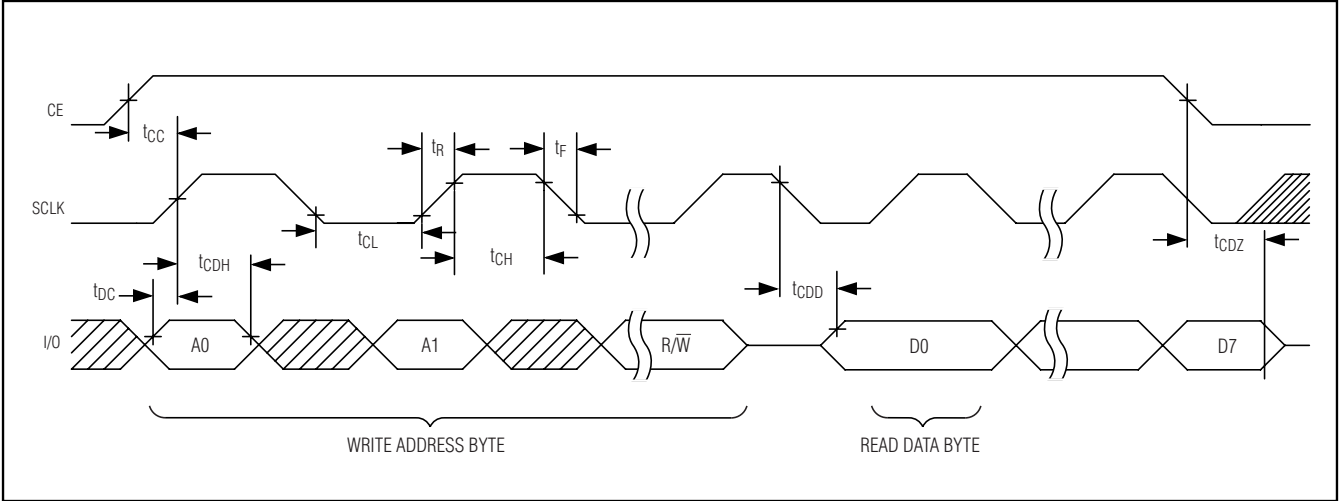 CE
tCC
tR
tF
SCLK
tCL
tCH
tCDZ
tCDH
tDC
tCDD
I/O
A0
A1
R/W̅
D0
D7
WRITE ADDRESS BYTE
READ DATA BYTE